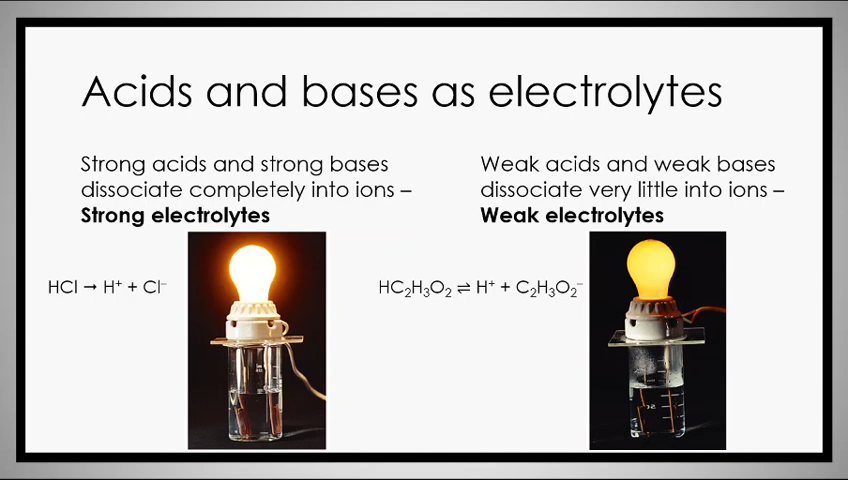 Acids and bases as electrolytes
Strong acids and strong bases
dissociate completely into ions –
Strong electrolytes
HCl → H⁺ + Cl⁻
Weak acids and weak bases
dissociate very little into ions –
Weak electrolytes
HC₂H₃O₂ ⇌ H⁺ + C₂H₃O₂⁻